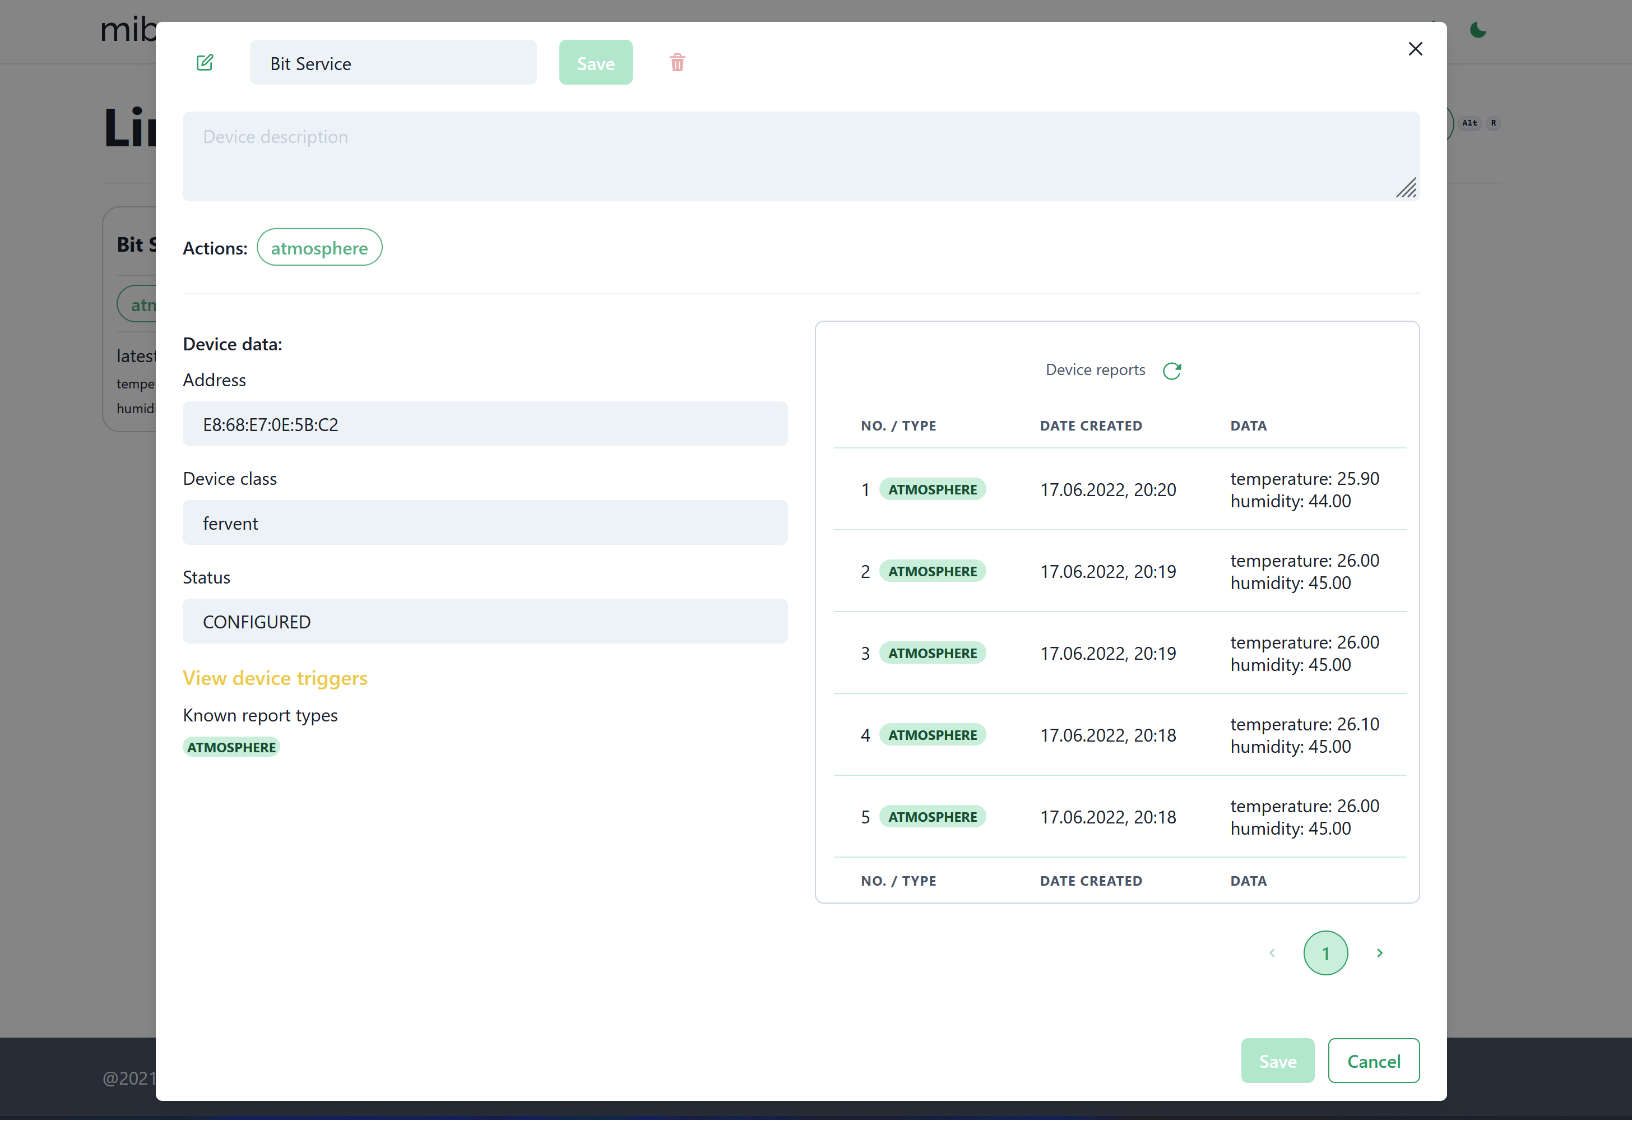 mib
Bit Service
Save
Lin
Alt R
Device description
Bit S
Actions: atmosphere
atm
Device data:
Address
E8:68:E7:0E:5B:C2
Device class
fervent
Status
CONFIGURED
View device triggers
Known report types
ATMOSPHERE
latest
tempe
humid
Device reports
NO. / TYPE DATE CREATED DATA
1 ATMOSPHERE 17.06.2022, 20:20 temperature: 25.90
humidity: 44.00
2 ATMOSPHERE 17.06.2022, 20:19 temperature: 26.00
humidity: 45.00
3 ATMOSPHERE 17.06.2022, 20:19 temperature: 26.00
humidity: 45.00
4 ATMOSPHERE 17.06.2022, 20:18 temperature: 26.10
humidity: 45.00
5 ATMOSPHERE 17.06.2022, 20:18 temperature: 26.00
humidity: 45.00
NO. / TYPE DATE CREATED DATA
1
Save Cancel
@2021